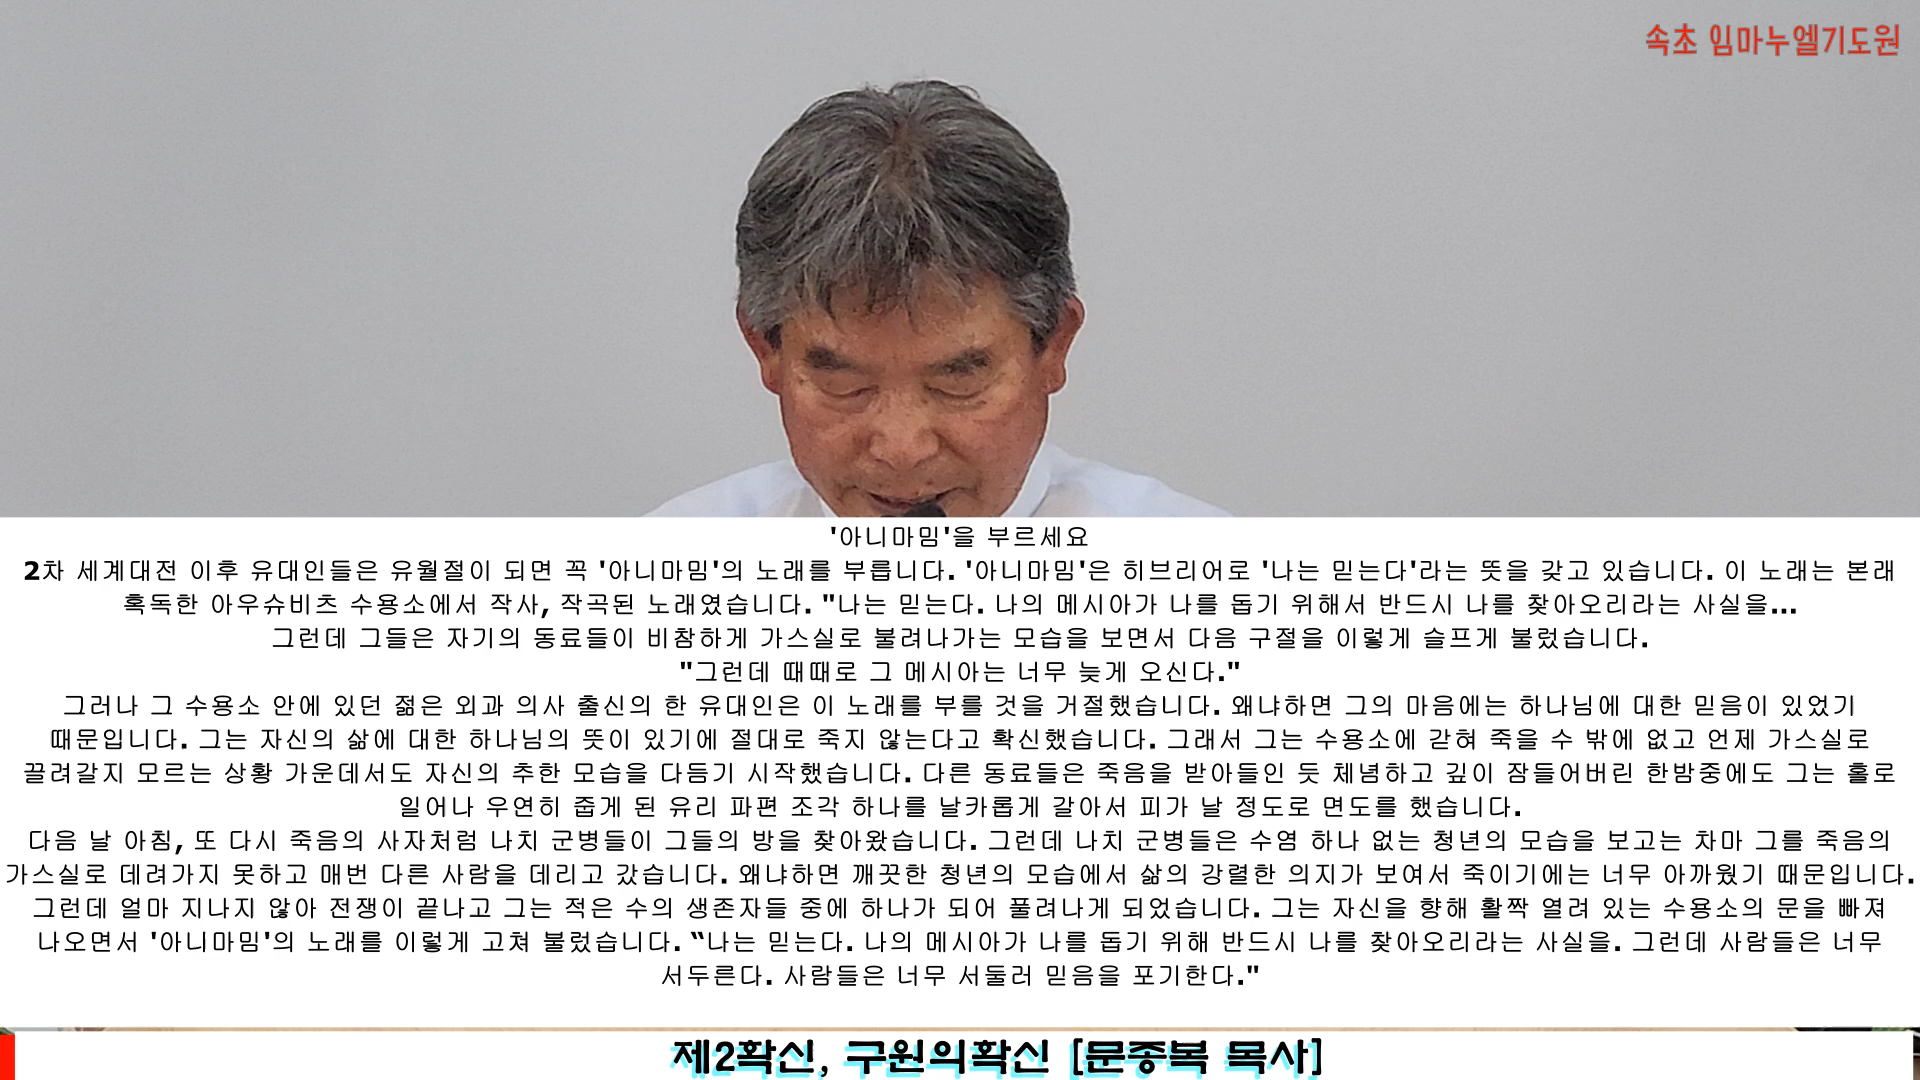 속초 임마누엘기도원
'아니마밈'을 부르세요
2차 세계대전 이후 유대인들은 유월절이 되면 꼭 '아니마밈'의 노래를 부릅니다. '아니마밈'은 히브리어로 '나는 믿는다'라는 뜻을 갖고 있습니다. 이 노래는 본래
혹독한 아우슈비츠 수용소에서 작사, 작곡된 노래였습니다. "나는 믿는다. 나의 메시아가 나를 돕기 위해서 반드시 나를 찾아오리라는 사실을...
그런데 그들은 자기의 동료들이 비참하게 가스실로 불려나가는 모습을 보면서 다음 구절을 이렇게 슬프게 불렀습니다.
"그런데 때때로 그 메시아는 너무 늦게 오신다."
그러나 그 수용소 안에 있던 젊은 외과 의사 출신의 한 유대인은 이 노래를 부를 것을 거절했습니다. 왜냐하면 그의 마음에는 하나님에 대한 믿음이 있었기
때문입니다. 그는 자신의 삶에 대한 하나님의 뜻이 있기에 절대로 죽지 않는다고 확신했습니다. 그래서 그는 수용소에 갇혀 죽을 수 밖에 없고 언제 가스실로
끌려갈지 모르는 상황 가운데서도 자신의 추한 모습을 다듬기 시작했습니다. 다른 동료들은 죽음을 받아들인 듯 체념하고 깊이 잠들어버린 한밤중에도 그는 홀로
일어나 우연히 줍게 된 유리 파편 조각 하나를 날카롭게 갈아서 피가 날 정도로 면도를 했습니다.
다음 날 아침, 또 다시 죽음의 사자처럼 나치 군병들이 그들의 방을 찾아왔습니다. 그런데 나치 군병들은 수염 하나 없는 청년의 모습을 보고는 차마 그를 죽음의
가스실로 데려가지 못하고 매번 다른 사람을 데리고 갔습니다. 왜냐하면 깨끗한 청년의 모습에서 삶의 강렬한 의지가 보여서 죽이기에는 너무 아까웠기 때문입니다.
그런데 얼마 지나지 않아 전쟁이 끝나고 그는 적은 수의 생존자들 중에 하나가 되어 풀려나게 되었습니다. 그는 자신을 향해 활짝 열려 있는 수용소의 문을 빠져
나오면서 '아니마밈'의 노래를 이렇게 고쳐 불렀습니다. “나는 믿는다. 나의 메시아가 나를 돕기 위해 반드시 나를 찾아오리라는 사실을. 그런데 사람들은 너무
서두른다. 사람들은 너무 서둘러 믿음을 포기한다."
제2확신, 구원의확신 [문종복 목사]